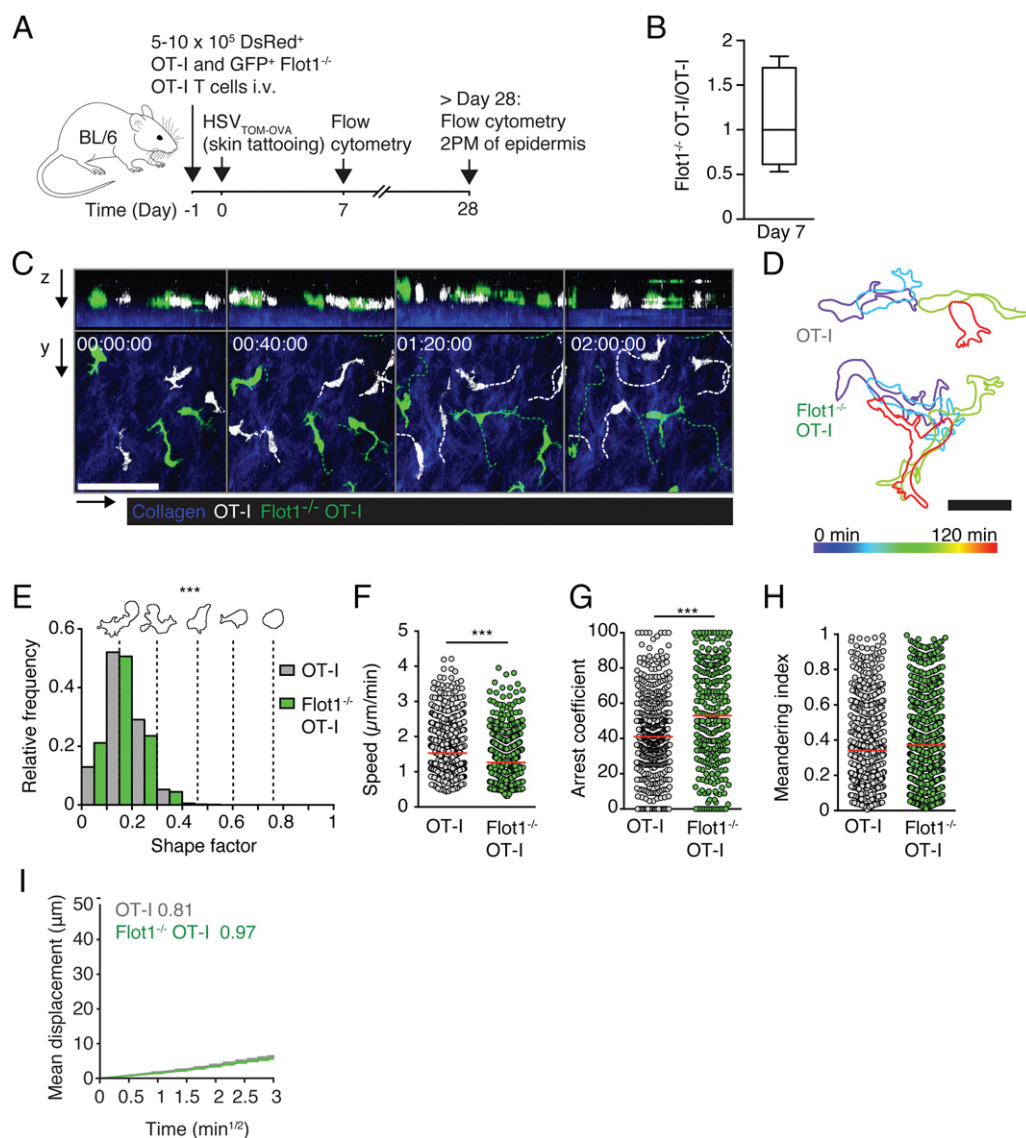 A
5-10 x 10⁵ DsRed⁺
OT-I and GFP⁺ Flot1⁻/⁻
OT-I T cells i.v.
BL/6
HSV_TOM-OVA
(skin tattooing)
Flow
cytometry
> Day 28:
Flow cytometry
2PM of epidermis
Time (Day) -1 0 7 28
B
Flot1⁻/⁻ OT-I/OT-I
2
1.5
1
0.5
0
Day 7
C
z
y
00:00:00 00:40:00 01:20:00 02:00:00
Collagen OT-I Flot1⁻/⁻ OT-I
D
OT-I
Flot1⁻/⁻
OT-I
0 min 120 min
E
***
Relative frequency
0.6
0.4
0.2
0
0 0.2 0.4 0.6 0.8 1
Shape factor
OT-I
Flot1⁻/⁻
OT-I
F
***
Speed (µm/min)
5
4
3
2
1
0
OT-I Flot1⁻/⁻
OT-I
G
***
Arrest coefficient
100
80
60
40
20
0
OT-I Flot1⁻/⁻
OT-I
H
Meandering index
1
0.8
0.6
0.4
0.2
0
OT-I Flot1⁻/⁻
OT-I
I
OT-I 0.81
Flot1⁻/⁻ OT-I 0.97
Mean displacement (µm)
50
40
30
20
10
0
0 0.5 1 1.5 2 2.5 3
Time (min¹/²)